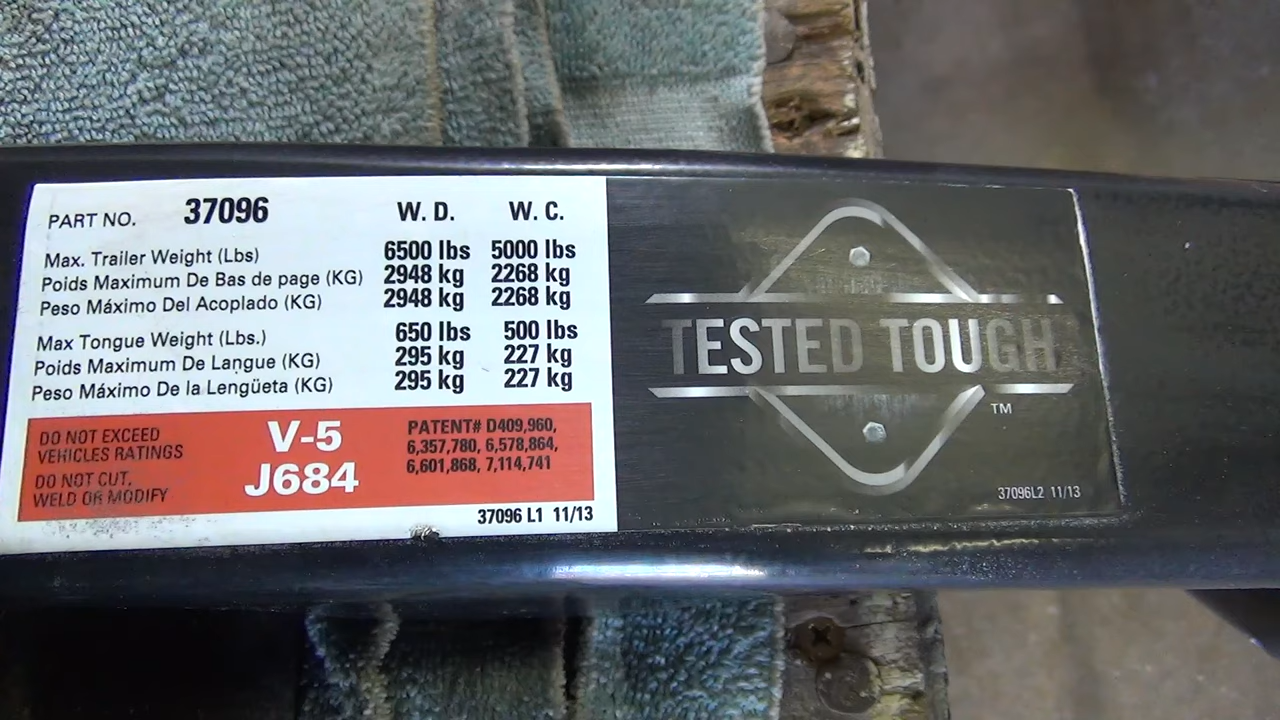 PART NO. 37096 W. D. W. C.
Max. Trailer Weight (Lbs) 6500 lbs 5000 lbs
Poids Maximum De Bas de page (KG) 2948 kg 2268 kg
Peso Máximo Del Acoplado (KG) 2948 kg 2268 kg
Max Tongue Weight (Lbs.) 650 lbs 500 lbs
Poids Maximum De Langue (KG) 295 kg 227 kg
Peso Máximo De la Lengüeta (KG) 295 kg 227 kg
DO NOT EXCEED
VEHICLES RATINGS
DO NOT CUT,
WELD OR MODIFY
V-5
J684
PATENT# D409,960,
6,357,780, 6,578,864,
6,601,868, 7,114,741
37096 L1 11/13
TESTED TOUGH
TM
37096L2 11/13